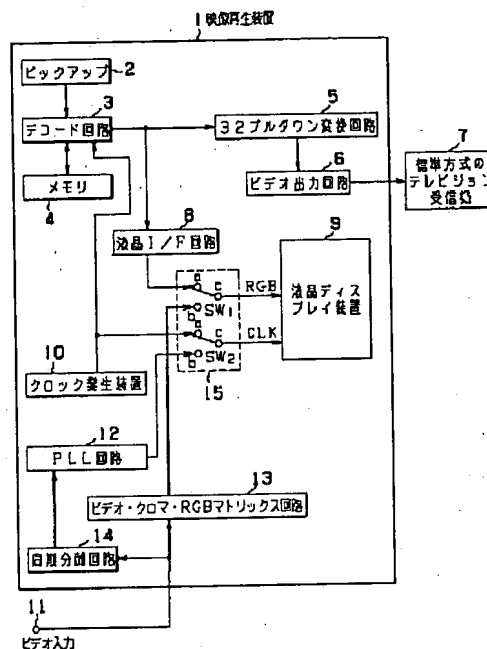 1 映像再生装置
ピックアップ
2
3
デコード回路
メモリ
4
5
32プルダウン変換回路
6
ビデオ出力回路
7
標準方式の
テレビジョン
受信機
8
液晶I/F回路
9
液晶ディス
プレイ装置
RGB
CLK
a
c
SW1
b
a
c
SW2
b
15
10
クロック発生装置
12
PLL回路
13
ビデオ・クロマ・RGBマトリックス回路
14
同期分離回路
11
ビデオ入力